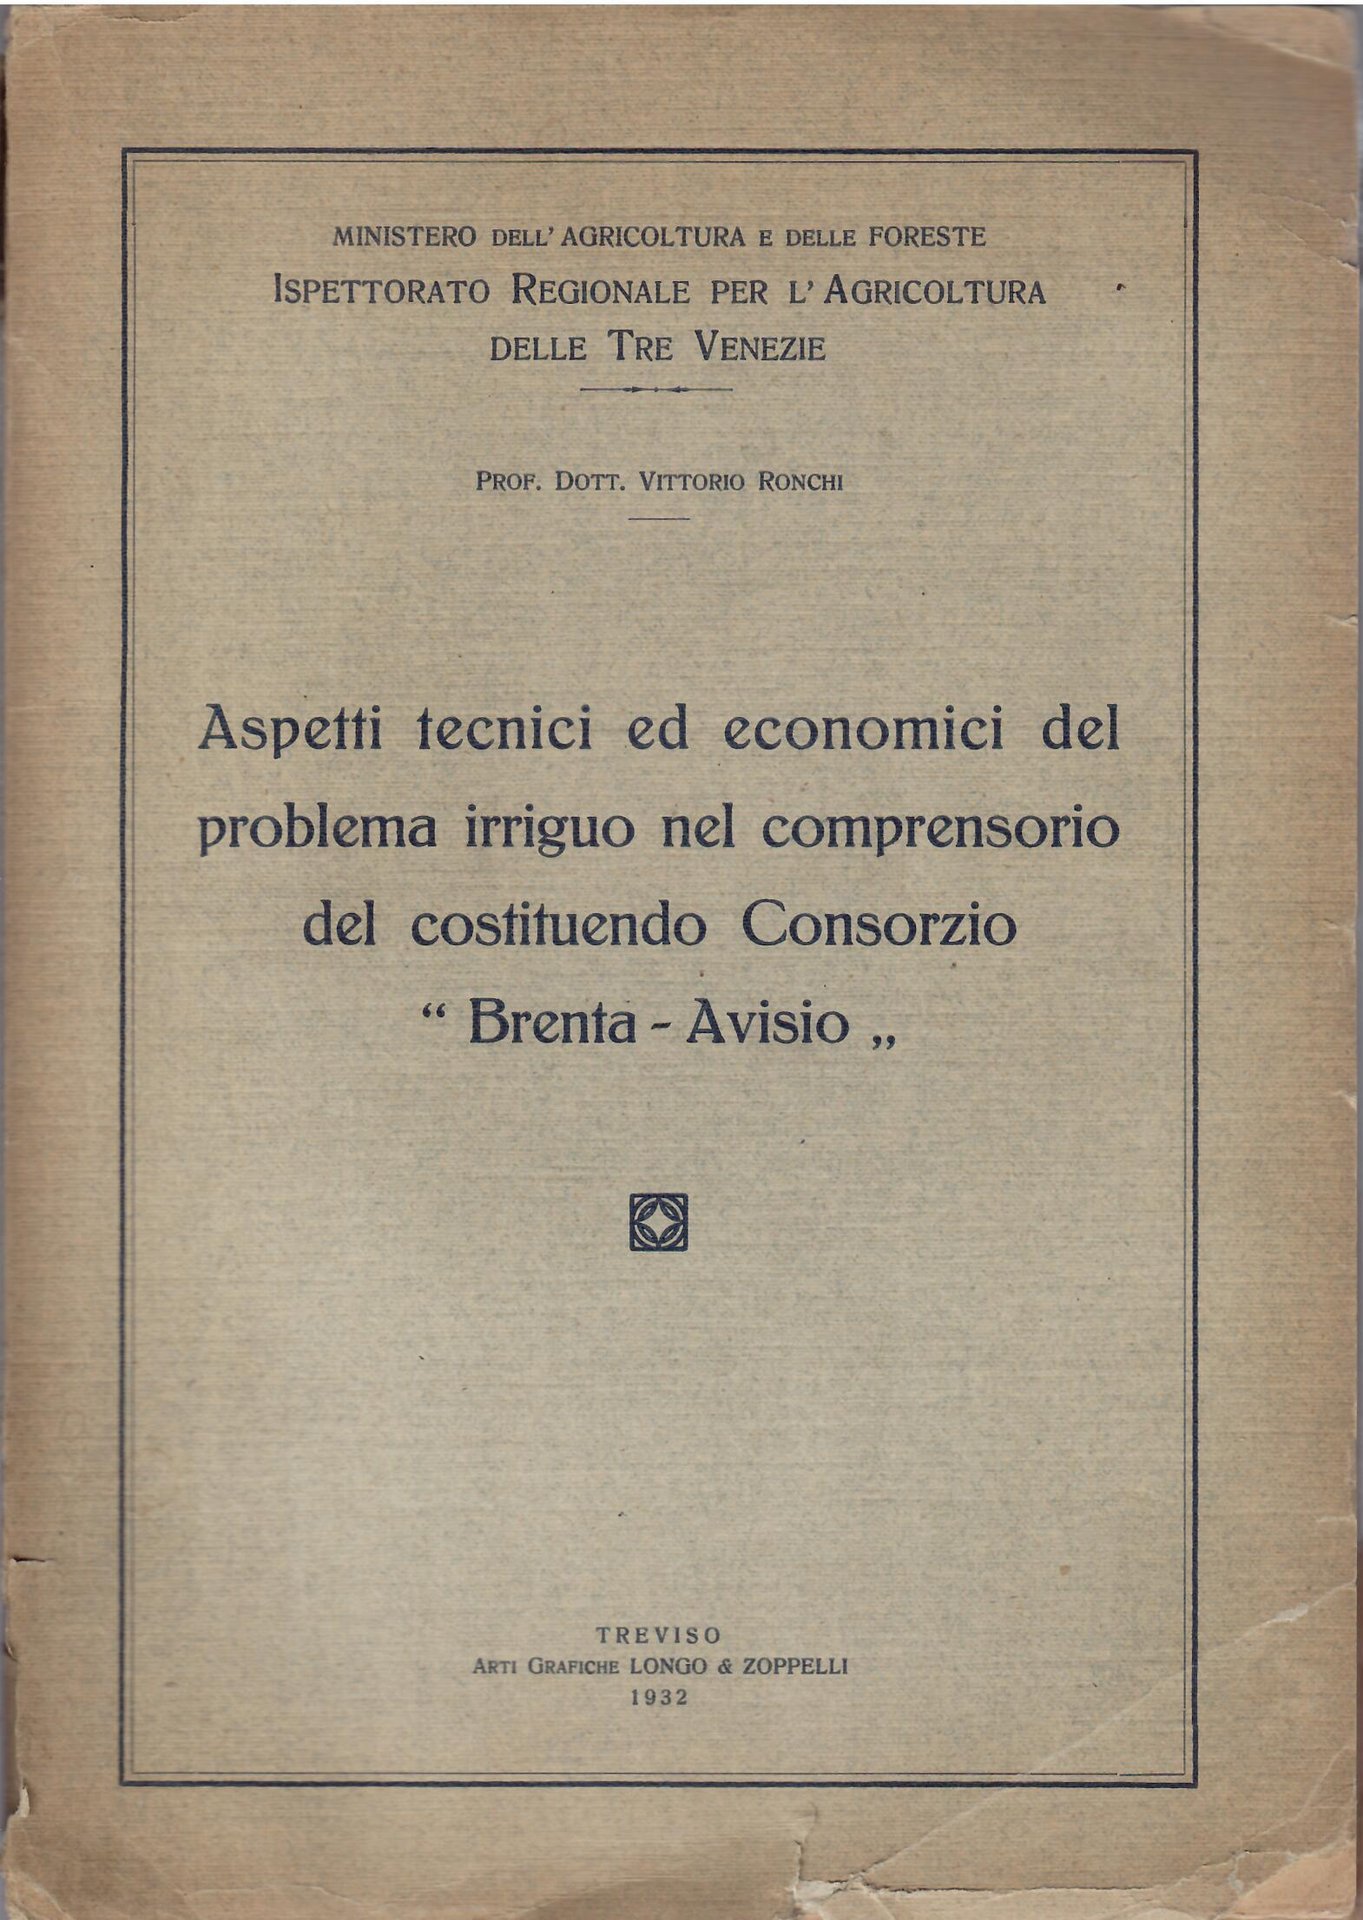 MINISTERO DELL' AGRICOLTURA E DELLE FORESTE
ISPETTORATO REGIONALE PER L' AGRICOLTURA
DELLE TRE VENEZIE
PROF. DOTT. VITTORIO RONCHI
Aspetti tecnici ed economici del
problema irriguo nel comprensorio
del costituendo Consorzio
“ Brenta - Avisio „
TREVISO
ARTI GRAFICHE LONGO & ZOPPELLI
1932